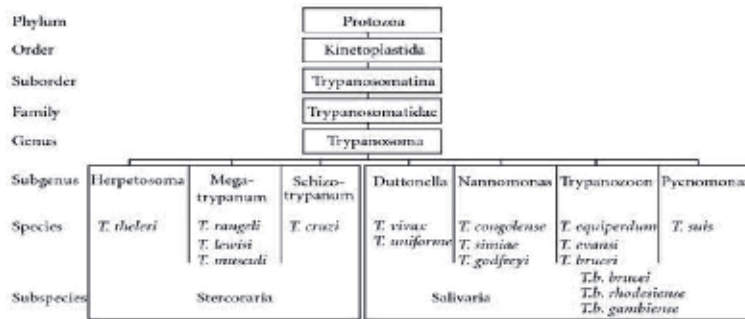 Phylum Protozoa
Order Kinetoplastida
Suborder Trypanosomatina
Family Trypanosomatidae
Genus Trypanosoma
Subgenus Herpetosoma Mega-trypanum Schizo-trypanum Duttonella Nannomonas Trypanozoon Pycnomona
Species T. theleri T. rangeli T. cruzi T. vivax T. congolense T. equiperdum T. suis
T. lewisi T. uniforme T. simiae T. evansi
T. musculi T. godfreyi T. brucei
T.b. brucei
Subspecies Stercoraria Salivaria T.b. rhodesiense
T.b. gambiense